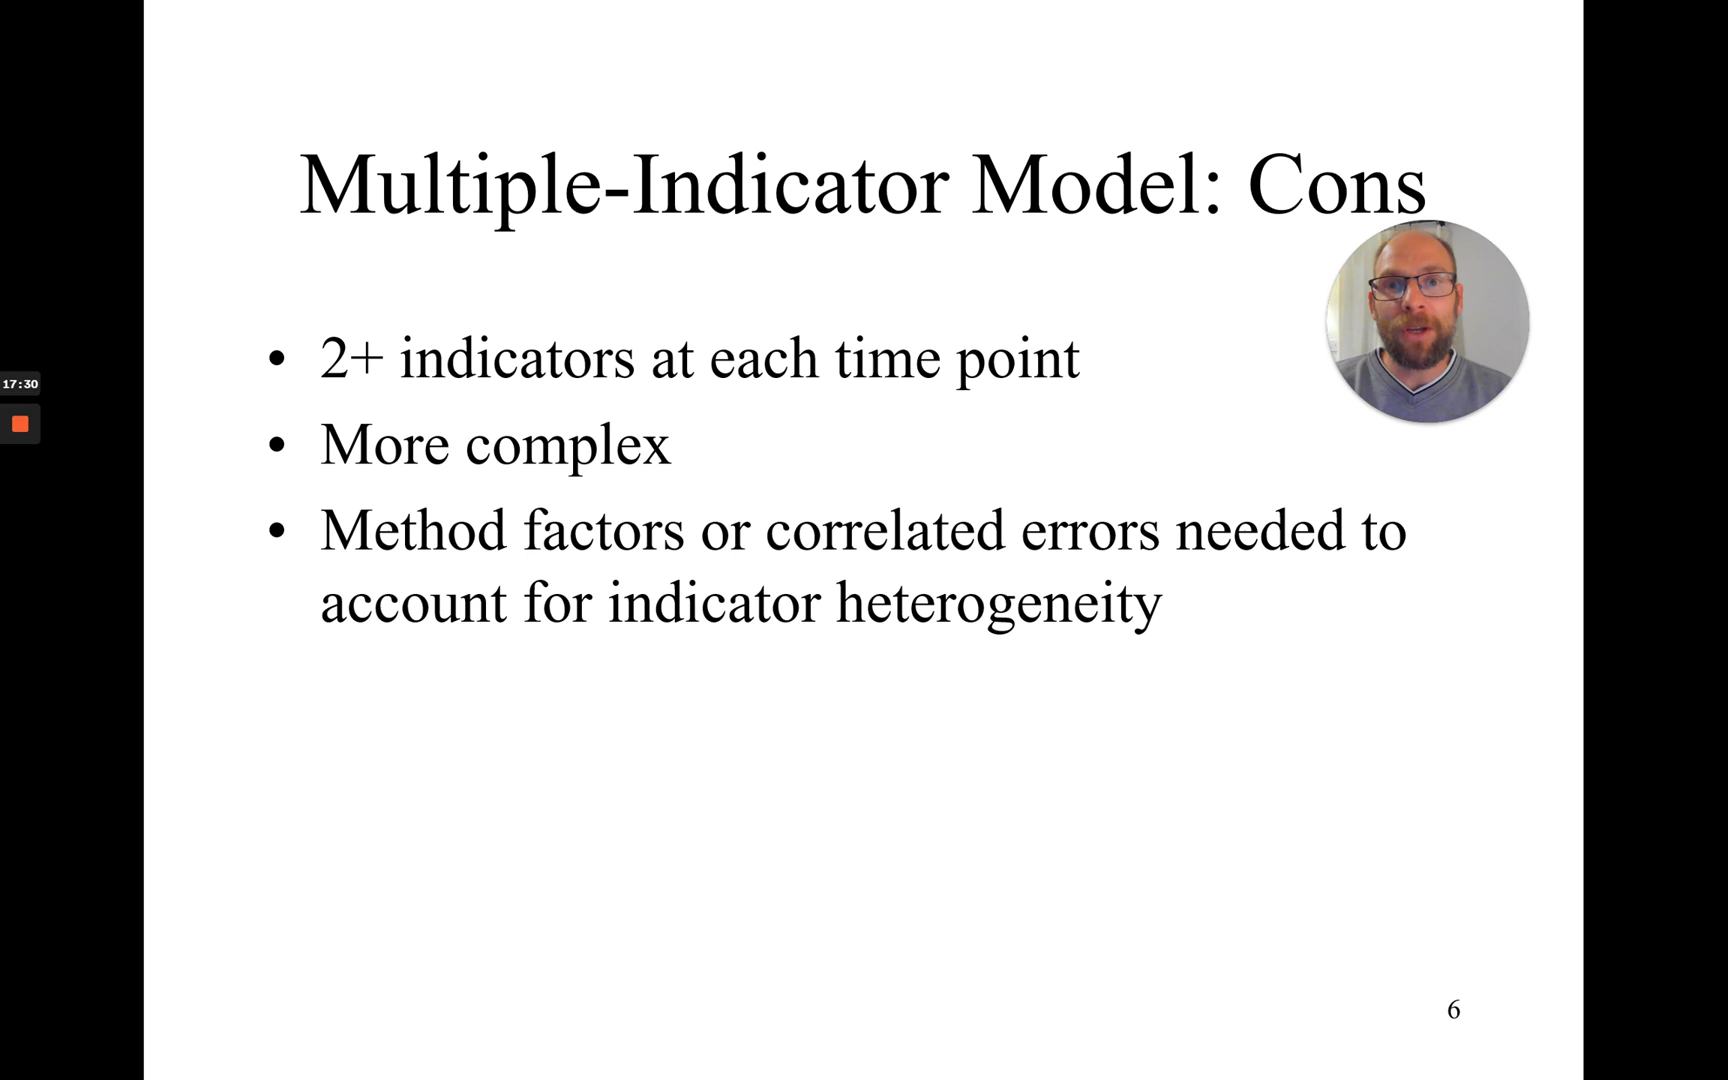 Multiple-Indicator Model: Cons
• 2+ indicators at each time point
17:30
• More complex
• Method factors or correlated errors needed to
account for indicator heterogeneity
6